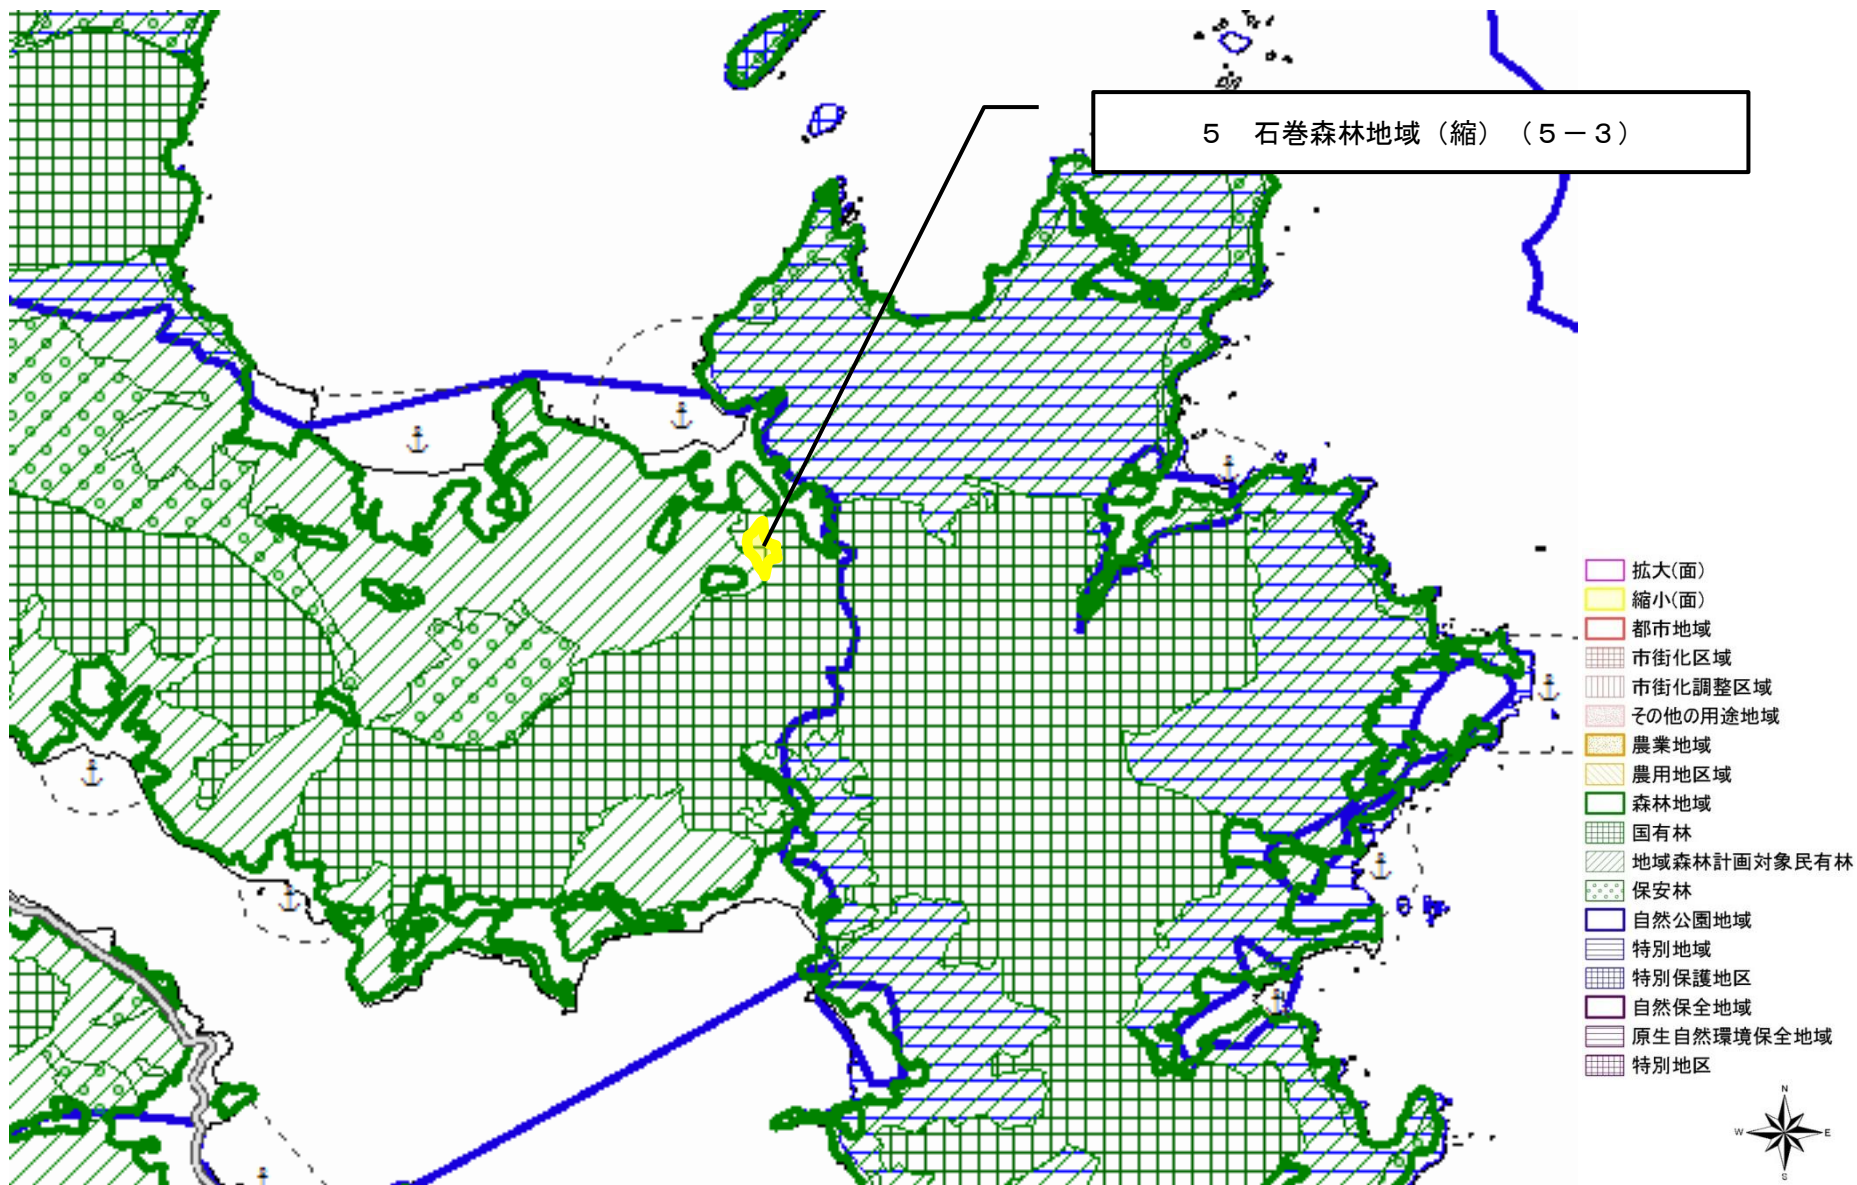 ５　石巻森林地域（縮）（５－３）
拡大(面)
縮小(面)
都市地域
市街化区域
市街化調整区域
その他の用途地域
農業地域
農用地区域
森林地域
国有林
地域森林計画対象民有林
保安林
自然公園地域
特別地域
特別保護地区
自然保全地域
原生自然環境保全地域
特別地区
N
W E
S